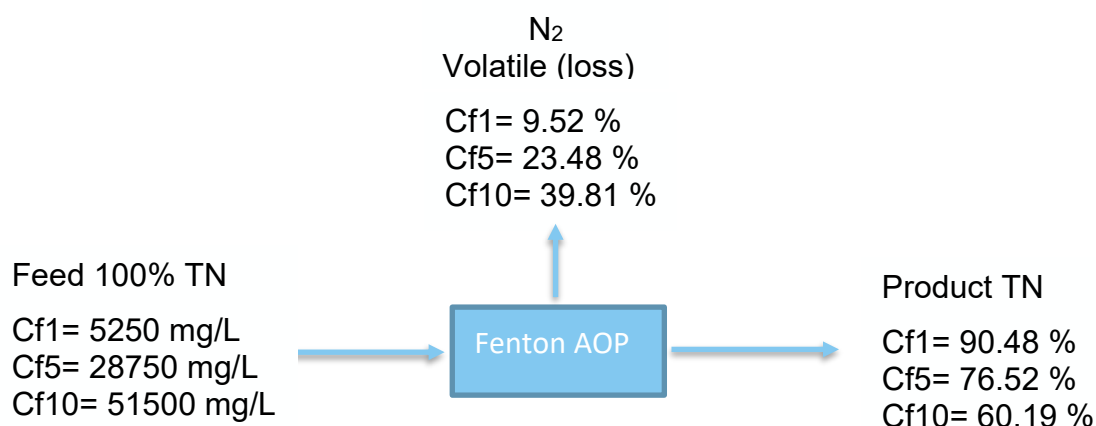 N2
Volatile (loss)
Cf1= 9.52 %
Cf5= 23.48 %
Cf10= 39.81 %
Feed 100% TN
Cf1= 5250 mg/L
Cf5= 28750 mg/L
Cf10= 51500 mg/L
Fenton AOP
Product TN
Cf1= 90.48 %
Cf5= 76.52 %
Cf10= 60.19 %